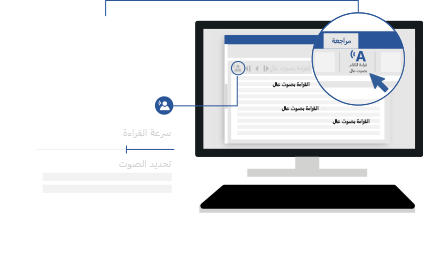 مراجعة
A
قراءة الكلام
بصوت عالٍ
القراءة بصوت عالٍ
القراءة بصوت عال
القراءة بصوت عال
القراءة بصوت عال
سرعة القراءة
تحديد الصوت